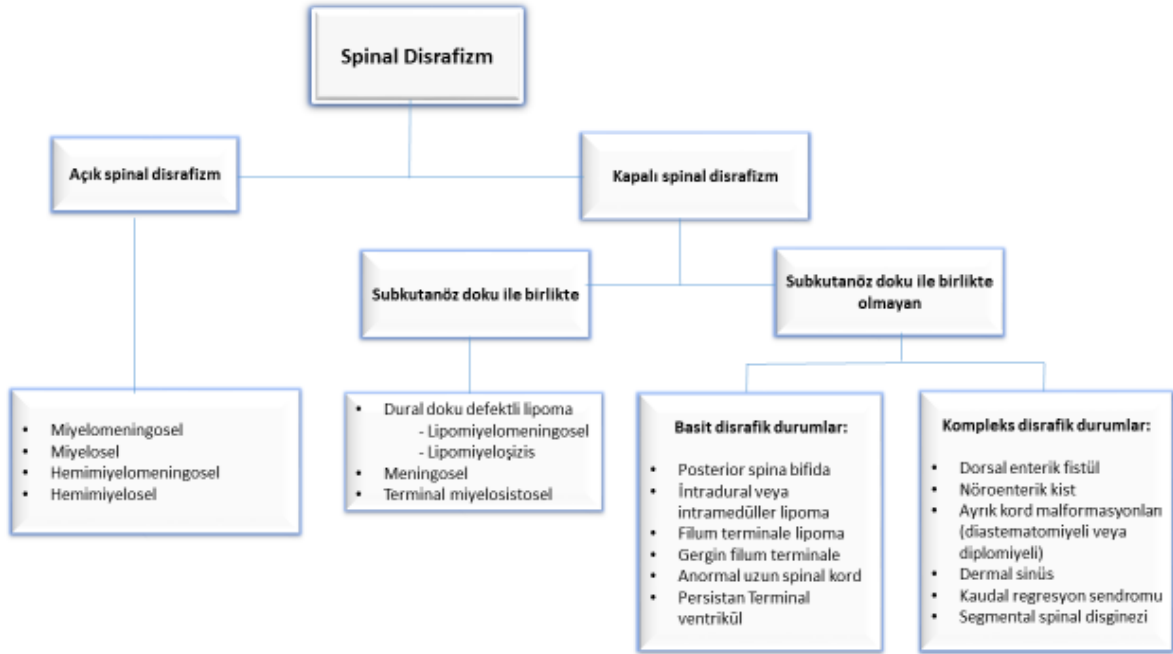 Spinal Disrafizm
Açık spinal disrafizm
Kapalı spinal disrafizm
Subkutanöz doku ile birlikte
Subkutanöz doku ile birlikte
olmayan
• Miyelomeningosel
• Miyelosel
• Hemimiyelomeningosel
• Hemimiyelosel
• Dural doku defektli lipoma
- Lipomiyelomeningosel
- Lipomiyeloşizis
• Meningosel
• Terminal miyelosistosel
Basit disrafik durumlar:
• Posterior spina bifida
• İntradural veya
intramedüller lipoma
• Filum terminale lipoma
• Gergin filum terminale
• Anormal uzun spinal kord
• Persistan Terminal
ventrikül
Kompleks disrafik durumlar:
• Dorsal enterik fistül
• Nöroenterik kist
• Ayrık kord malformasyonları
(diastematomiyeli veya
diplomiyeli)
• Dermal sinüs
• Kaudal regresyon sendromu
• Segmental spinal disginezi